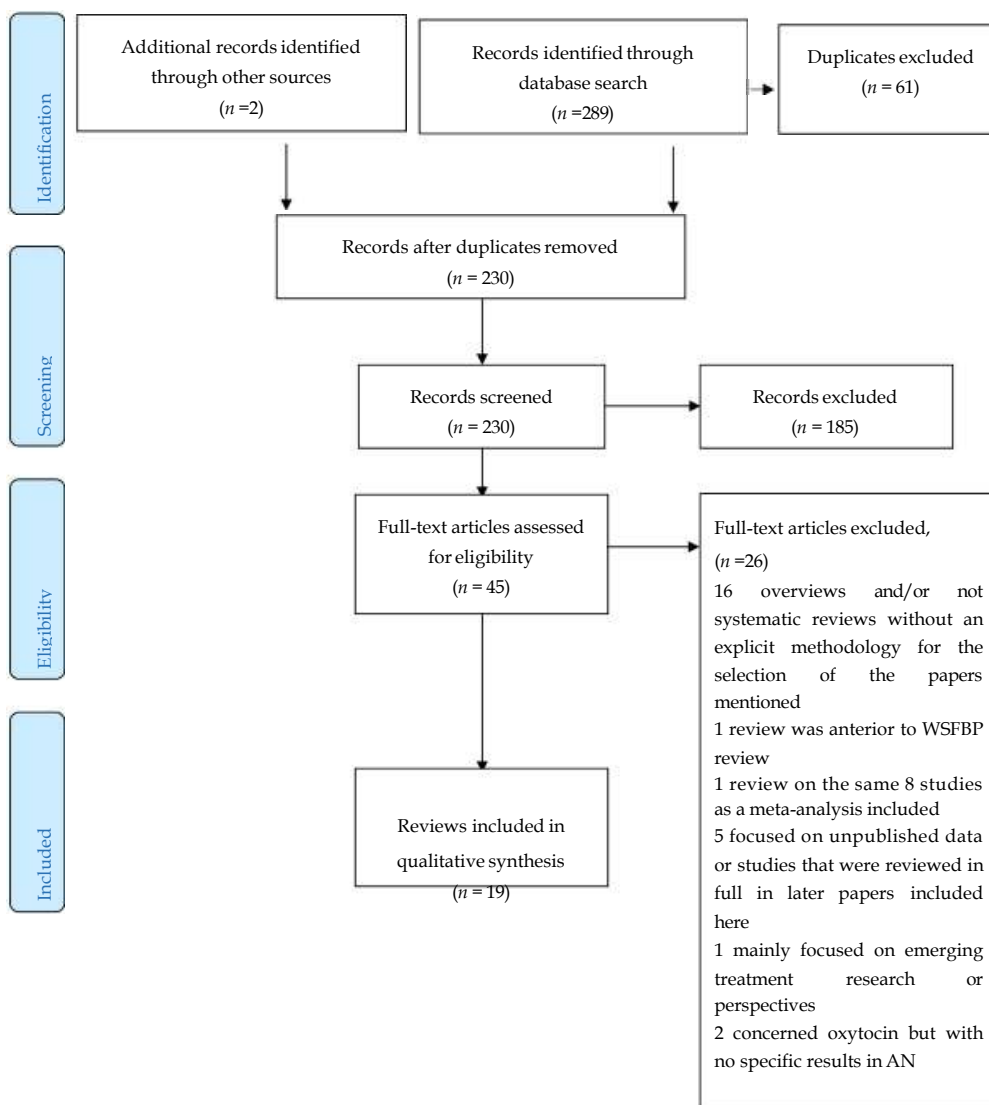 Identification
Additional records identified
through other sources
(n =2)
Records identified through
database search
(n =289)
Duplicates excluded
(n = 61)
Records after duplicates removed
(n = 230)
Screening
Records screened
(n = 230)
Records excluded
(n = 185)
Eligibility
Full-text articles assessed
for eligibility
(n = 45)
Full-text articles excluded,
(n =26)
16 overviews and/or not
systematic reviews without an
explicit methodology for the
selection of the papers
mentioned
1 review was anterior to WSFBP
review
1 review on the same 8 studies
as a meta-analysis included
5 focused on unpublished data
or studies that were reviewed in
full in later papers included
here
1 mainly focused on emerging
treatment research or
perspectives
2 concerned oxytocin but with
no specific results in AN
Included
Reviews included in
qualitative synthesis
(n = 19)